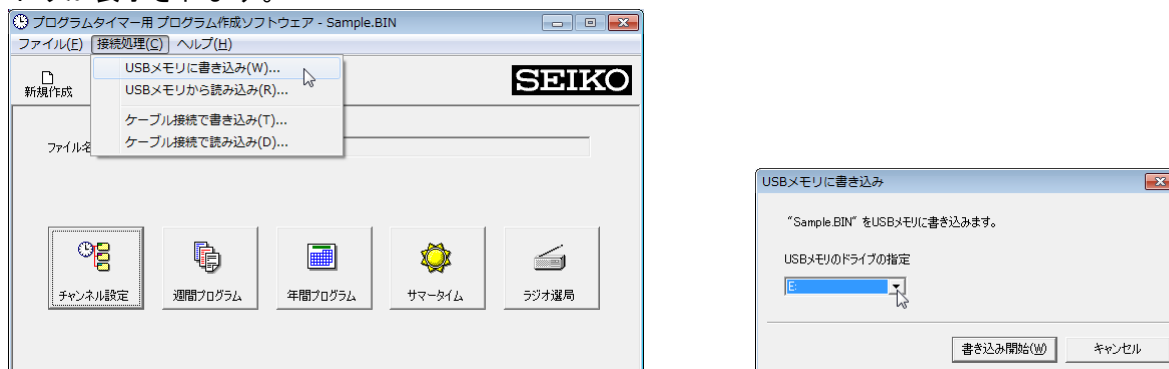 プログラムタイマー用 プログラム作成ソフトウェア - Sample.BIN
ファイル(F) 接続処理(C) ヘルプ(H)
USBメモリに書き込み(W)...
USBメモリから読み込み(R)...
ケーブル接続で書き込み(T)...
ケーブル接続で読み込み(D)...
新規作成
SEIKO
ファイル名
チャンネル設定 週間プログラム 年間プログラム サマータイム ラジオ選局
USBメモリに書き込み
"Sample.BIN" をUSBメモリに書き込みます。
USBメモリのドライブの指定
E:
書き込み開始(W) キャンセル